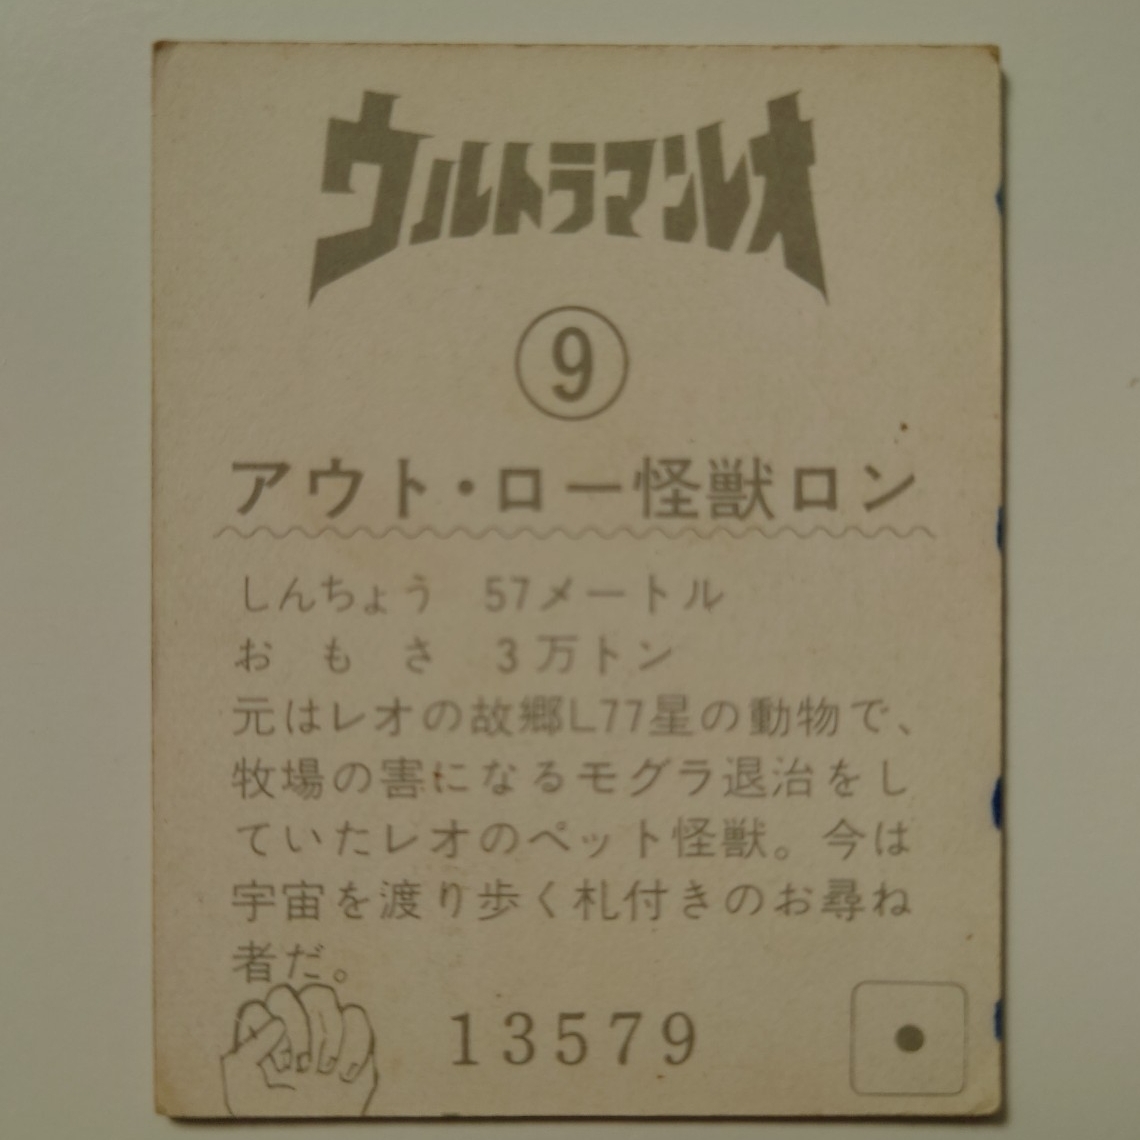 ウルトラマンレオ
⑨
アウト・ロー怪獣ロン
しんちょう　57メートル
おもさ　3万トン
元はレオの故郷L77星の動物で、
牧場の害になるモグラ退治をし
ていたレオのペット怪獣。今は
宇宙を渡り歩く札付きのお尋ね
者だ。
13579